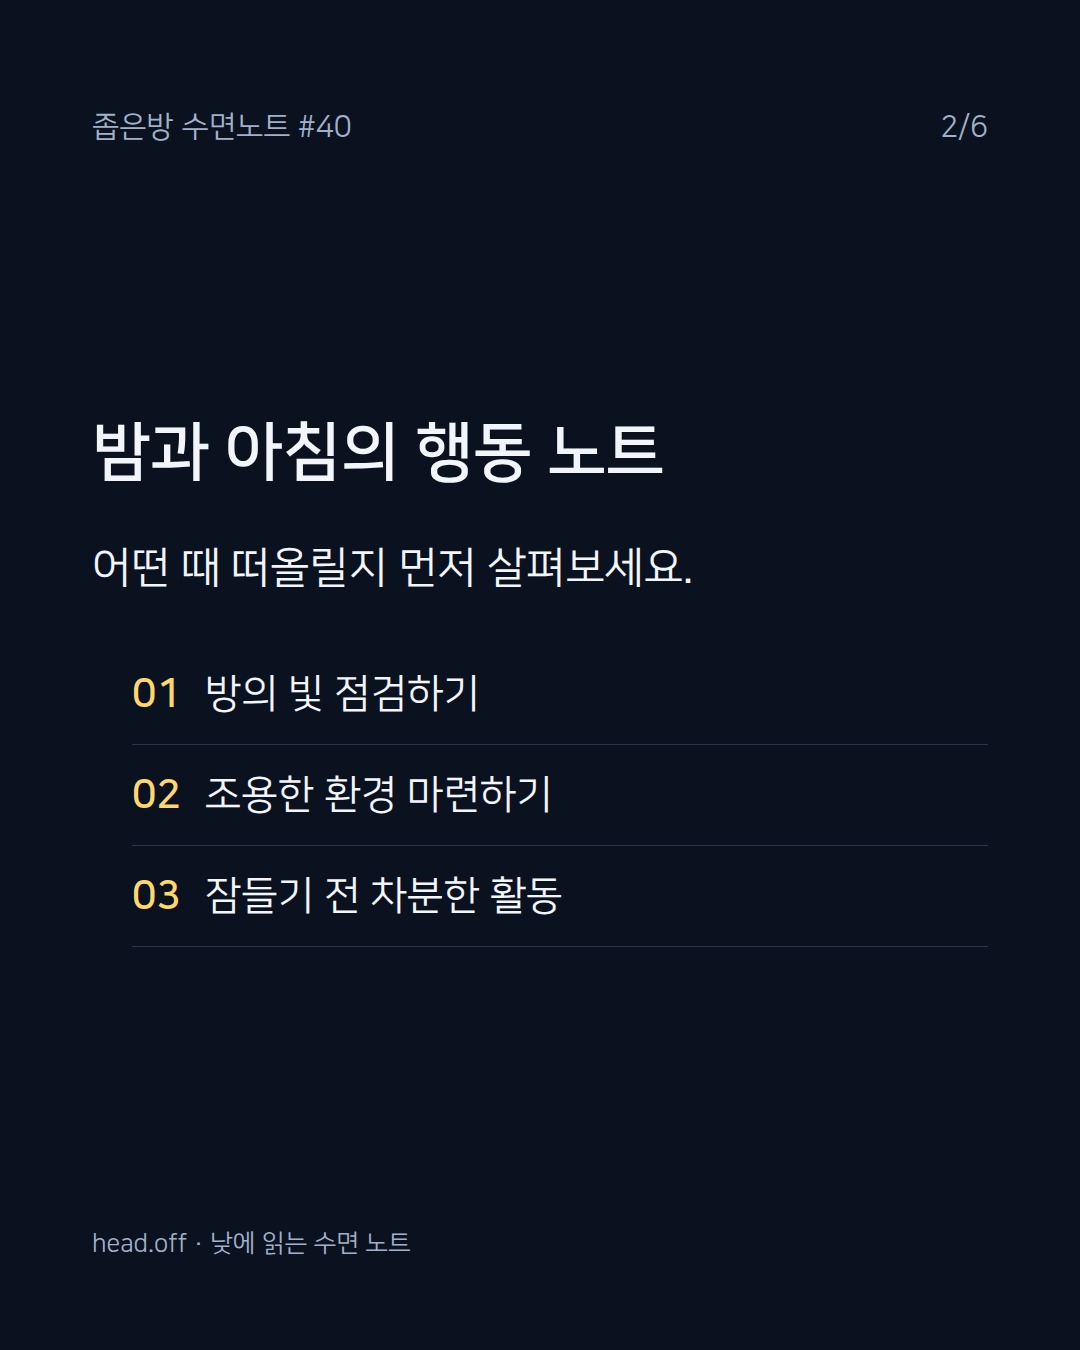 좁은방 수면노트 #40
2/6
밤과 아침의 행동 노트
어떤 때 떠올릴지 먼저 살펴보세요.
01 방의 빛 점검하기
02 조용한 환경 마련하기
03 잠들기 전 차분한 활동
head.off · 낮에 읽는 수면 노트